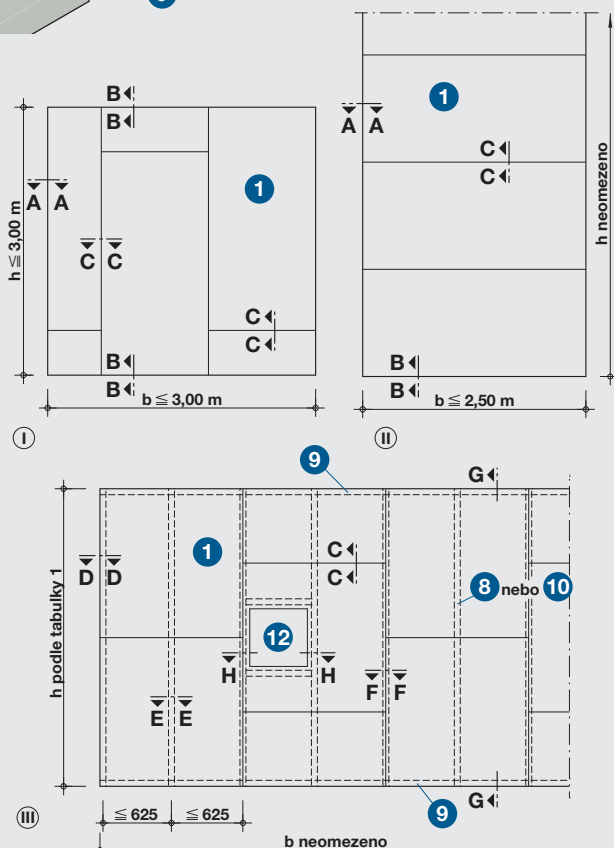 B
B
1
A A
C C
C
C
B
B
h ≦ 3,00 m
b ≦ 3,00 m
I
1
A A
C
C
B
B
h neomezeno
b ≦ 2,50 m
II
9
G
1
C
C
D D
8 nebo 10
12
H H
F F
E E
h podle tabulky 1
9
G
III
≦ 625 ≦ 625
b neomezeno